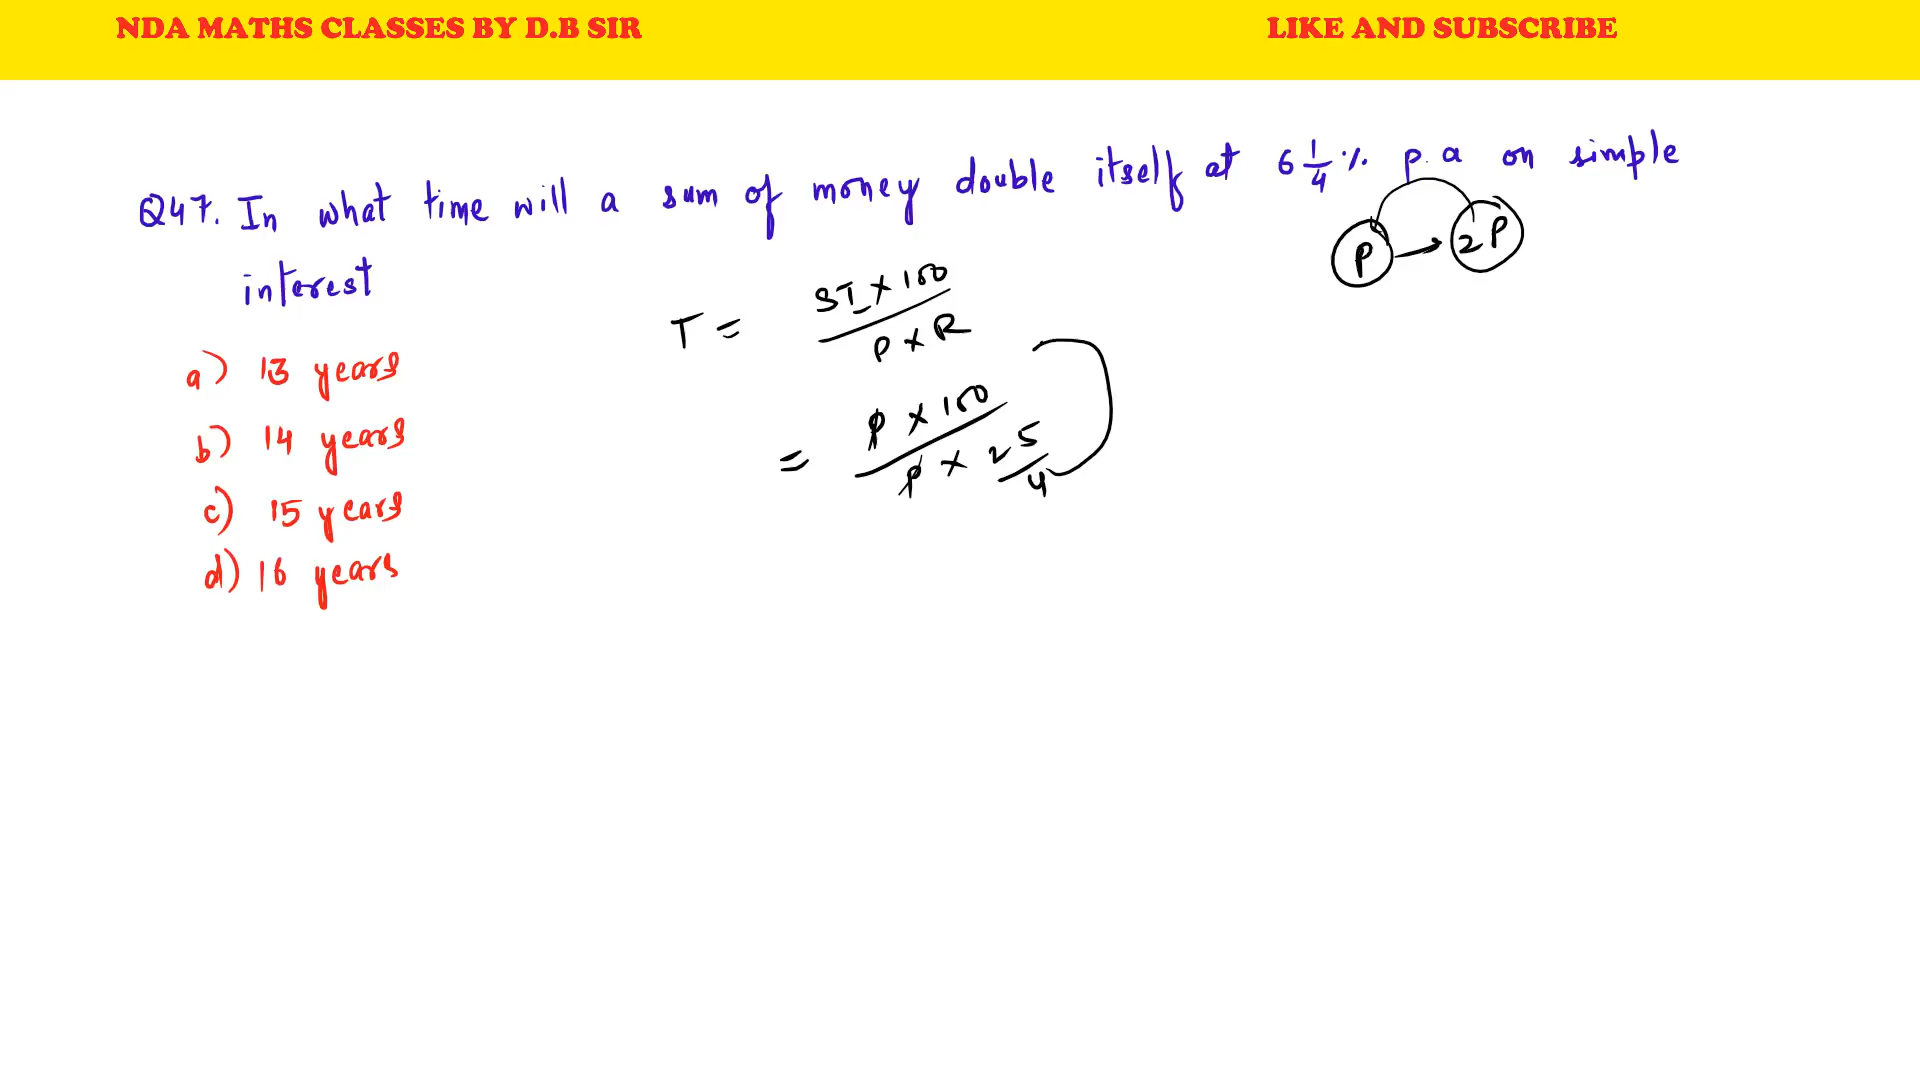 NDA MATHS CLASSES BY D.B SIR
LIKE AND SUBSCRIBE
Q47. In what time will a sum of money double itself at 6 1/4 % p.a on simple
interest
P → 2P
T = SI × 100 / P × R
= P × 100 / P × 25/4
a) 13 years
b) 14 years
c) 15 years
d) 16 years